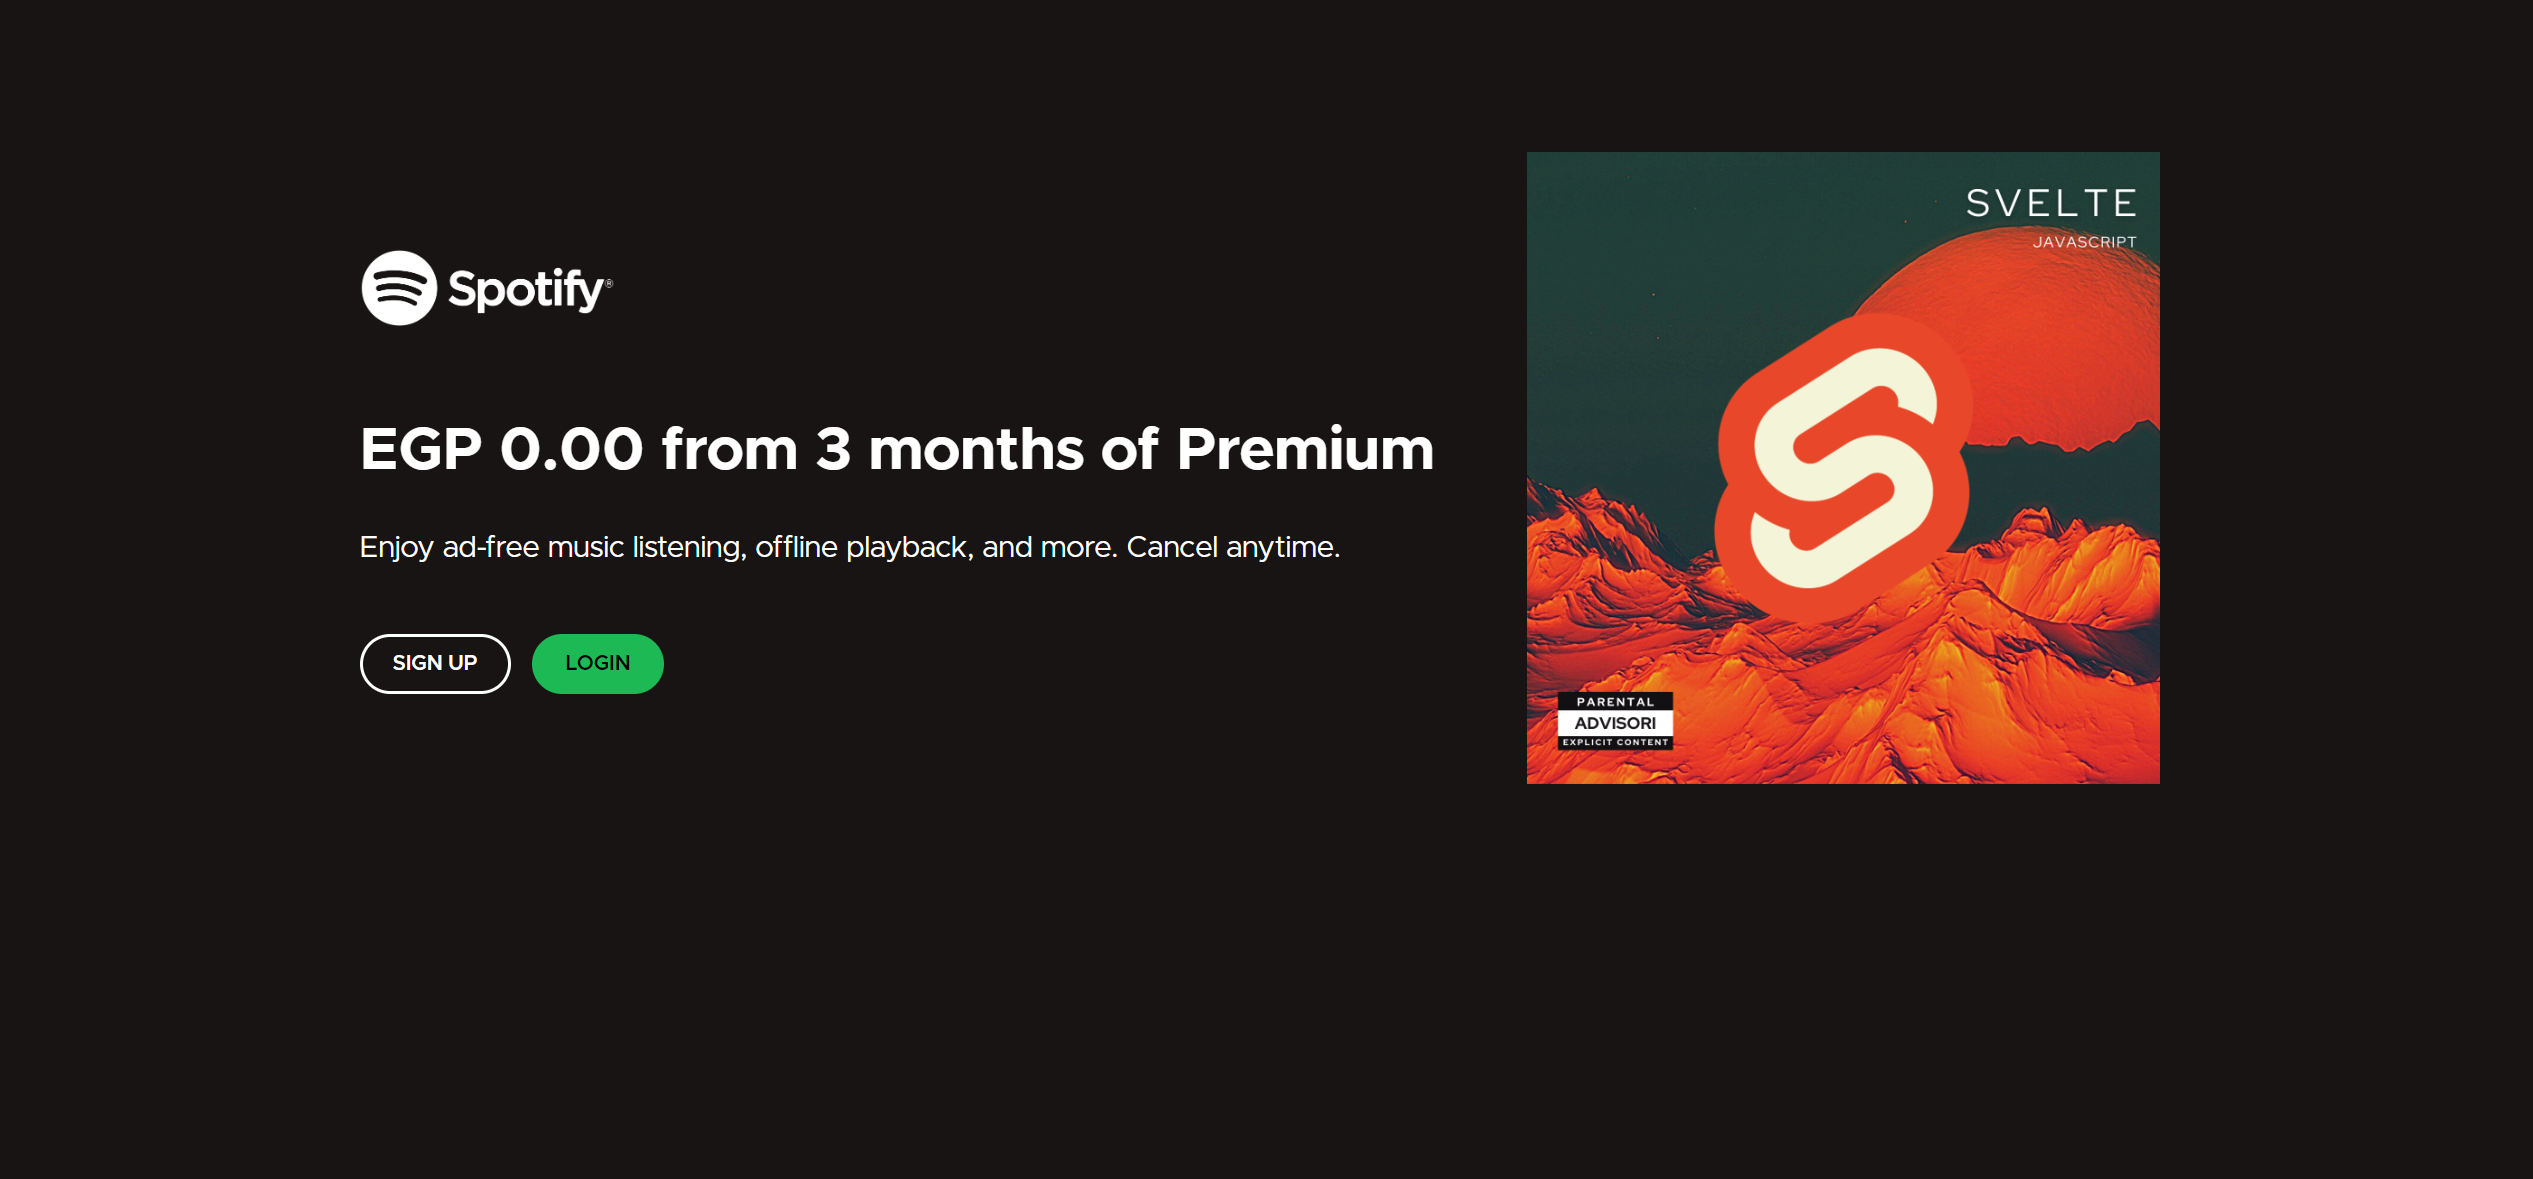 Spotify®
EGP 0.00 from 3 months of Premium
Enjoy ad-free music listening, offline playback, and more. Cancel anytime.
SIGN UP
LOGIN
SVELTE
JAVASCRIPT
PARENTAL
ADVISORI
EXPLICIT CONTENT